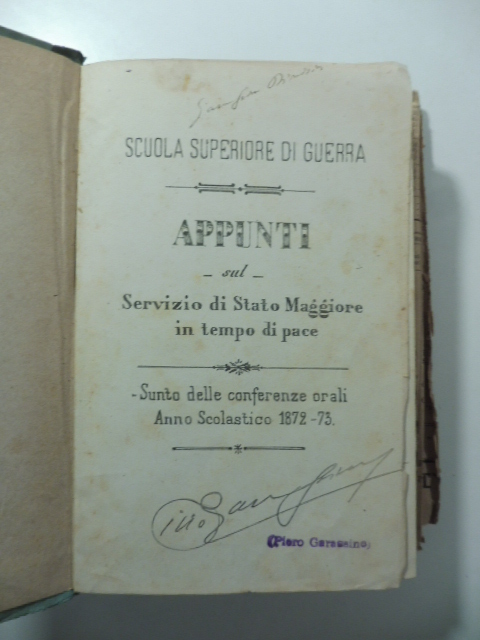 SCUOLA SUPERIORE DI GUERRA
APPUNTI
- sul -
Servizio di Stato Maggiore
in tempo di pace
- Sunto delle conferenze orali
Anno Scolastico 1872-73.
(Piero Garassino)